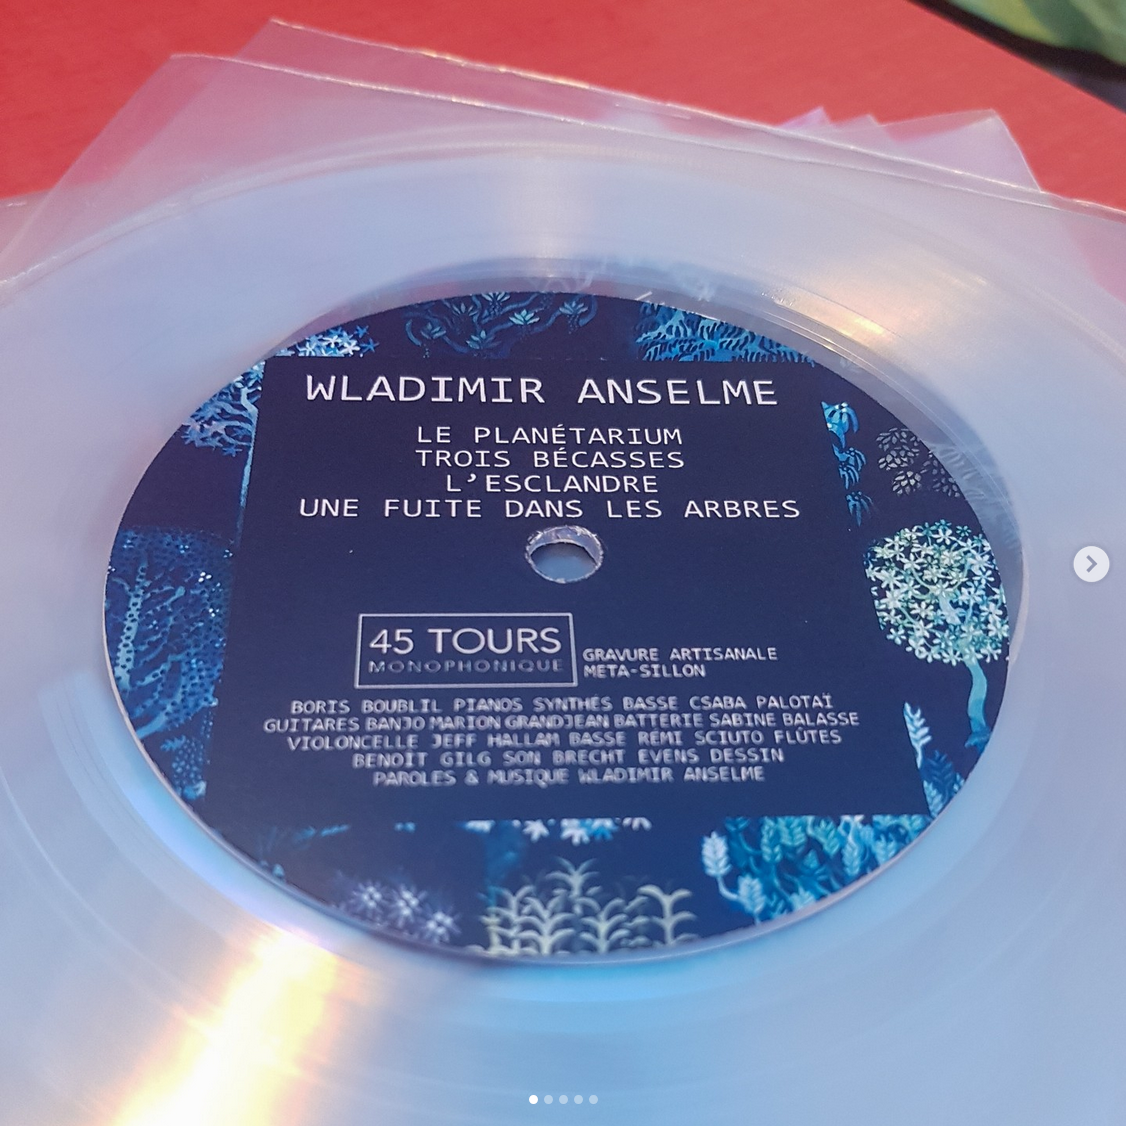 WLADIMIR ANSELME
LE PLANÉTARIUM
TROIS BÉCASSES
L'ESCLANDRE
UNE FUITE DANS LES ARBRES
45 TOURS
MONOPHONIQUE
GRAVURE ARTISANALE
META-SILLON
BORIS BOUBLIL PIANOS SYNTHÉS BASSE CSABA PALOTAÏ
GUITARES BANJO MARION GRANDJEAN BATTERIE SABINE BALASSE
VIOLONCELLE JEFF HALLAM BASSE RÉMI SCIUTO FLÛTES
BENOÎT GILG SON BRECHT EVENS DESSIN
PAROLES & MUSIQUE WLADIMIR ANSELME